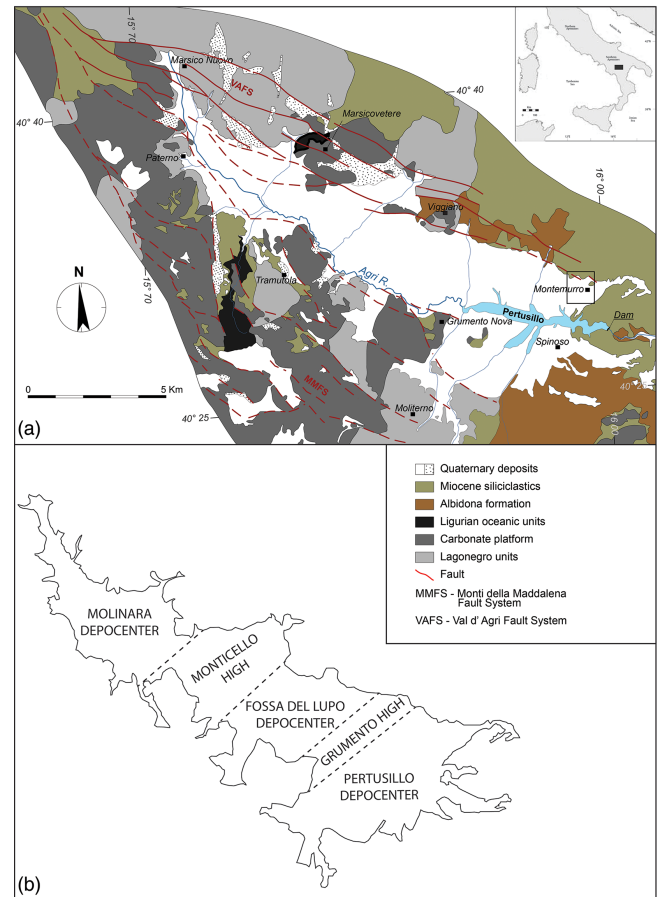 15° 70
Marsico Nuovo
VAFS
40° 40
Marsicovetere
40° 40
Paterno
16° 00
Viggiano
N
15° 70
Agri R.
Tramutola
Montemurro
Pertusillo
Dam
Grumento Nova
Spinoso
0 5 Km
MMFS
Moliterno
40° 25
(a)
Quaternary deposits
Miocene siliciclastics
Albidona formation
Ligurian oceanic units
Carbonate platform
Lagonegro units
Fault
MMFS - Monti della Maddalena
Fault System
VAFS - Val d' Agri Fault System
MOLINARA
DEPOCENTER
MONTICELLO
HIGH
FOSSA DEL LUPO
DEPOCENTER
GRUMENTO HIGH
PERTUSILLO
DEPOCENTER
(b)